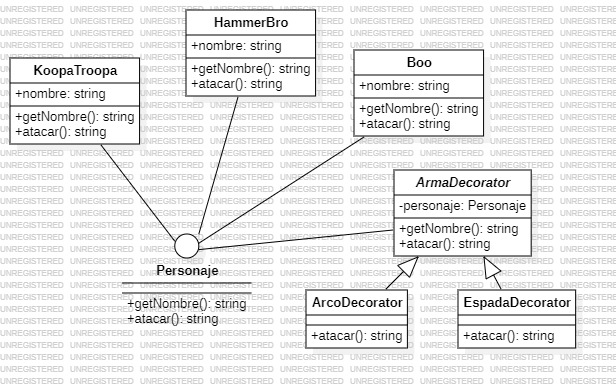 HammerBro
+nombre: string
+getNombre(): string
+atacar(): string
KoopaTroopa
+nombre: string
+getNombre(): string
+atacar(): string
Boo
+nombre: string
+getNombre(): string
+atacar(): string
ArmaDecorator
-personaje: Personaje
+getNombre(): string
+atacar(): string
Personaje
+getNombre(): string
+atacar(): string
ArcoDecorator
+atacar(): string
EspadaDecorator
+atacar(): string
UNREGISTERED